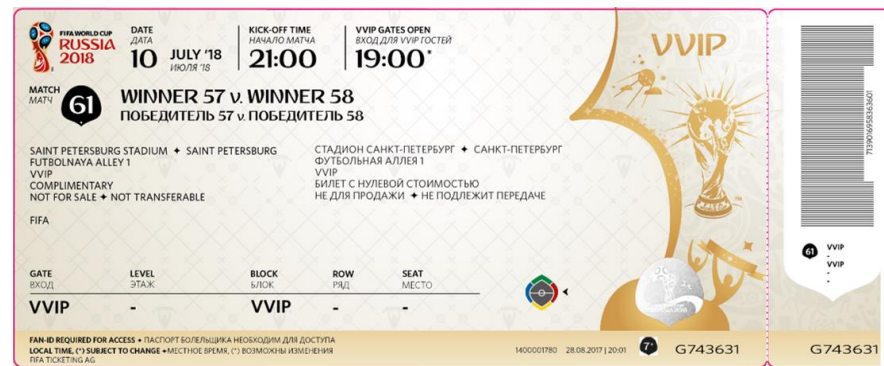 FIFA WORLD CUP
RUSSIA
2018
DATE
ДАТА
10 JULY '18
ИЮЛЯ '18
KICK-OFF TIME
НАЧАЛО МАТЧА
21:00
VVIP GATES OPEN
ВХОД ДЛЯ VVIP ГОСТЕЙ
19:00*
VVIP
MATCH
МАТЧ
61
WINNER 57 v. WINNER 58
ПОБЕДИТЕЛЬ 57 v. ПОБЕДИТЕЛЬ 58
SAINT PETERSBURG STADIUM ✦ SAINT PETERSBURG
FUTBOLNAYA ALLEY 1
VVIP
COMPLIMENTARY
NOT FOR SALE ✦ NOT TRANSFERABLE
FIFA
СТАДИОН САНКТ-ПЕТЕРБУРГ ✦ САНКТ-ПЕТЕРБУРГ
ФУТБОЛЬНАЯ АЛЛЕЯ 1
VVIP
БИЛЕТ С НУЛЕВОЙ СТОИМОСТЬЮ
НЕ ДЛЯ ПРОДАЖИ ✦ НЕ ПОДЛЕЖИТ ПЕРЕДАЧЕ
GATE LEVEL BLOCK ROW SEAT
ВХОД ЭТАЖ БЛОК РЯД МЕСТО
VVIP - VVIP - -
FAN-ID REQUIRED FOR ACCESS ✦ ПАСПОРТ БОЛЕЛЬЩИКА НЕОБХОДИМ ДЛЯ ДОСТУПА
LOCAL TIME, (*) SUBJECT TO CHANGE ✦ МЕСТНОЕ ВРЕМЯ, (*) ВОЗМОЖНЫ ИЗМЕНЕНИЯ
FIFA TICKETING AG
1400001780 28.08.2017 | 20:01
7*
G743631
7139016958363601
61 VVIP
-
VVIP
-
-
G743631